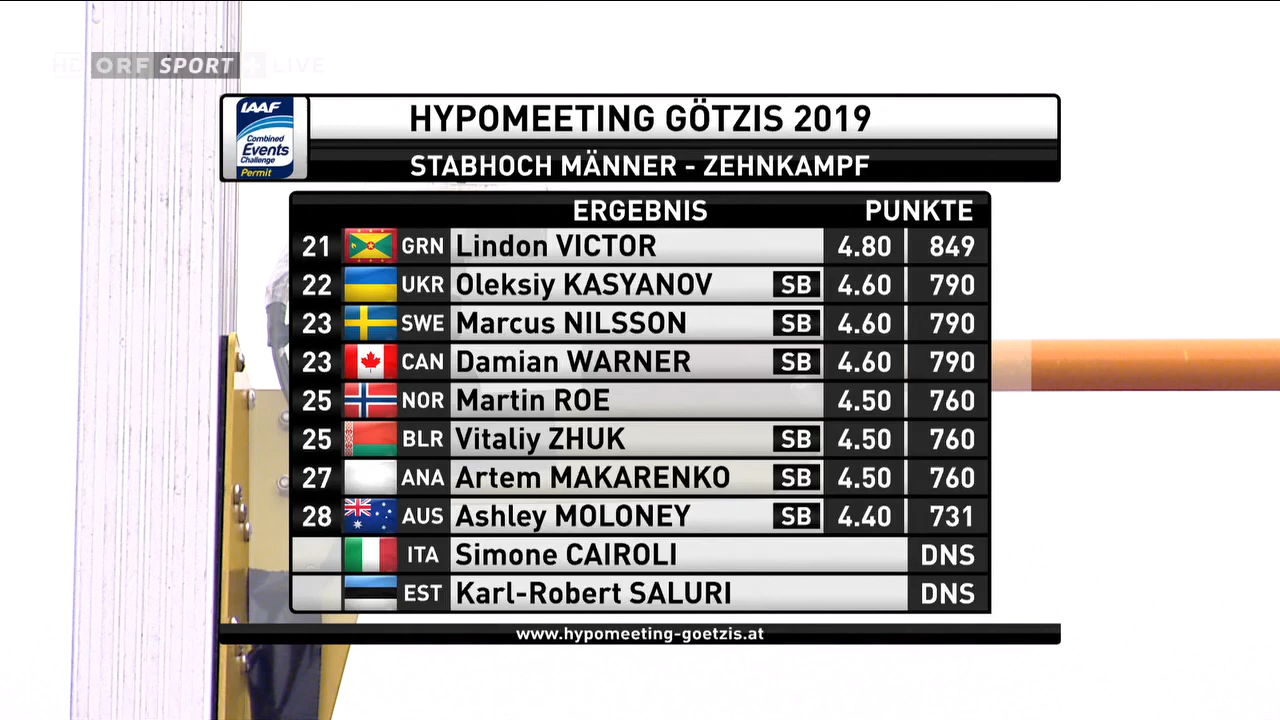 HD ORF SPORT + LIVE
IAAF
Combined
Events
Challenge
Permit
HYPOMEETING GÖTZIS 2019
STABHOCH MÄNNER - ZEHNKAMPF
ERGEBNIS PUNKTE
21 GRN Lindon VICTOR 4.80 849
22 UKR Oleksiy KASYANOV SB 4.60 790
23 SWE Marcus NILSSON SB 4.60 790
23 CAN Damian WARNER SB 4.60 790
25 NOR Martin ROE 4.50 760
25 BLR Vitaliy ZHUK SB 4.50 760
27 ANA Artem MAKARENKO SB 4.50 760
28 AUS Ashley MOLONEY SB 4.40 731
ITA Simone CAIROLI DNS
EST Karl-Robert SALURI DNS
www.hypomeeting-goetzis.at